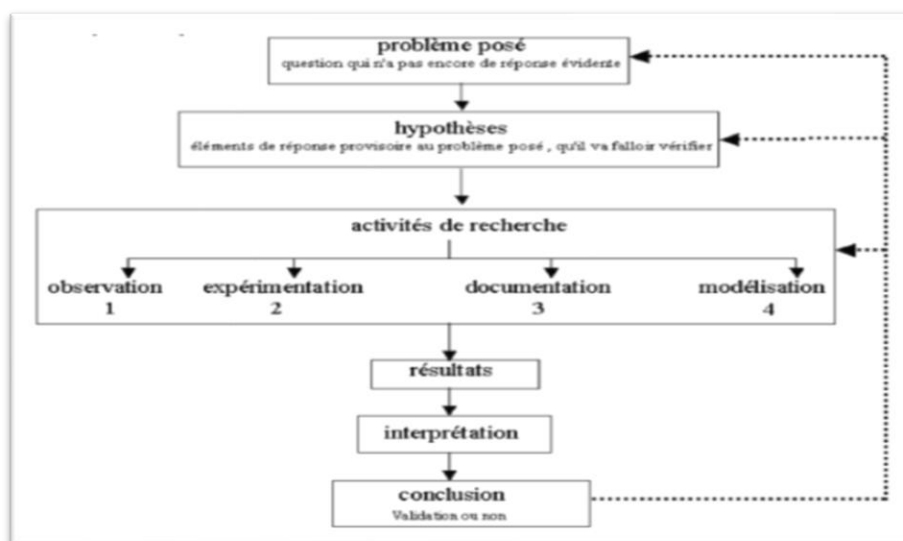 problème posé
question qui n'a pas encore de réponse évidente
hypothèses
éléments de réponse provisoire au problème posé , qu'il va falloir vérifier
activités de recherche
observation expérimentation documentation modélisation
1 2 3 4
résultats
interprétation
conclusion
Validation ou non